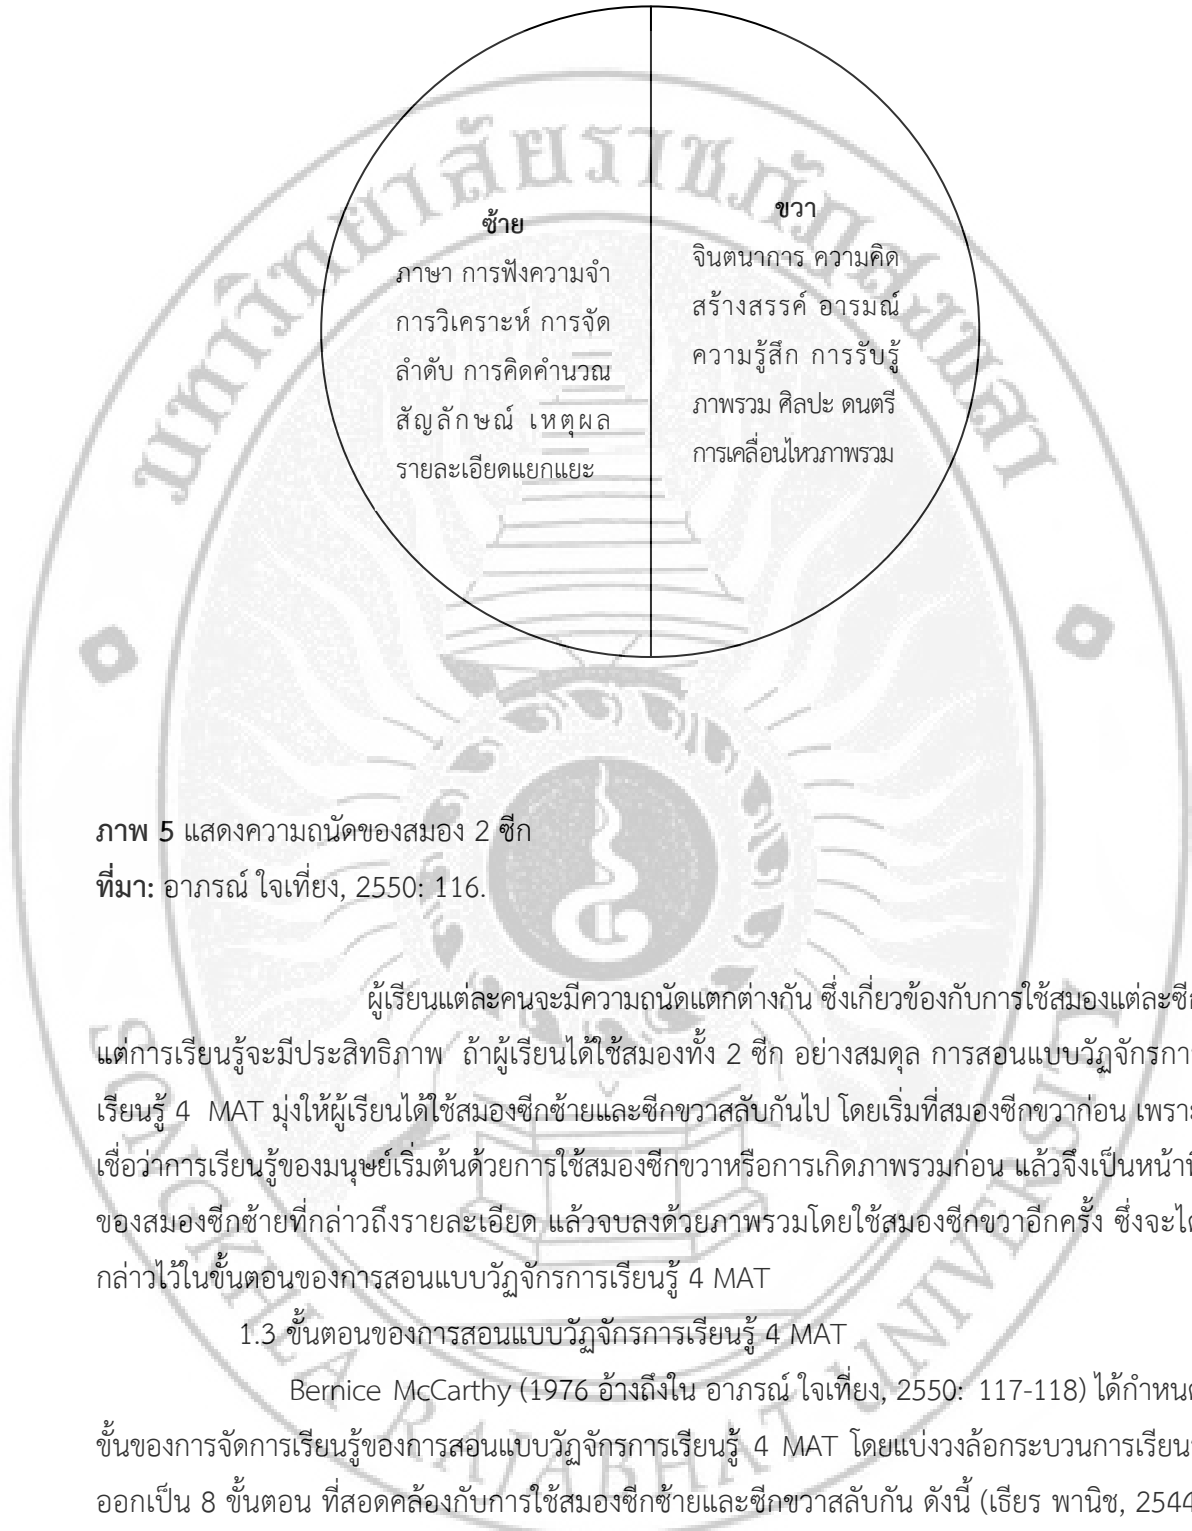 มหาวิทยาลัยราชภัฏสงขลา
ซ้าย
ภาษา การฟังความจำ
การวิเคราะห์ การจัด
ลำดับ การคิดคำนวณ
สัญลักษณ์ เหตุผล
รายละเอียดแยกแยะ
ขวา
จินตนาการ ความคิด
สร้างสรรค์ อารมณ์
ความรู้สึก การรับรู้
ภาพรวม ศิลปะ ดนตรี
การเคลื่อนไหวภาพรวม
ภาพ 5 แสดงความถนัดของสมอง 2 ซีก
ที่มา: อาภรณ์ ใจเที่ยง, 2550: 116.
ผู้เรียนแต่ละคนจะมีความถนัดแตกต่างกัน ซึ่งเกี่ยวข้องกับการใช้สมองแต่ละซีก
แต่การเรียนรู้จะมีประสิทธิภาพ ถ้าผู้เรียนได้ใช้สมองทั้ง 2 ซีก อย่างสมดุล การสอนแบบวัฏจักรการ
เรียนรู้ 4 MAT มุ่งให้ผู้เรียนได้ใช้สมองซีกซ้ายและซีกขวาสลับกันไป โดยเริ่มที่สมองซีกขวาก่อน เพราะ
เชื่อว่าการเรียนรู้ของมนุษย์เริ่มต้นด้วยการใช้สมองซีกขวาหรือการเกิดภาพรวมก่อน แล้วจึงเป็นหน้าที่
ของสมองซีกซ้ายที่กล่าวถึงรายละเอียด แล้วจบลงด้วยภาพรวมโดยใช้สมองซีกขวาอีกครั้ง ซึ่งจะได้
กล่าวไว้ในขั้นตอนของการสอนแบบวัฏจักรการเรียนรู้ 4 MAT
1.3 ขั้นตอนของการสอนแบบวัฏจักรการเรียนรู้ 4 MAT
Bernice McCarthy (1976 อ้างถึงใน อาภรณ์ ใจเที่ยง, 2550: 117-118) ได้กำหนด
ขั้นของการจัดการเรียนรู้ของการสอนแบบวัฏจักรการเรียนรู้ 4 MAT โดยแบ่งวงล้อกระบวนการเรียนรู้
ออกเป็น 8 ขั้นตอน ที่สอดคล้องกับการใช้สมองซีกซ้ายและซีกขวาสลับกัน ดังนี้ (เธียร พานิช, 2544
SONGKHLA RAJABHAT UNIVERSITY